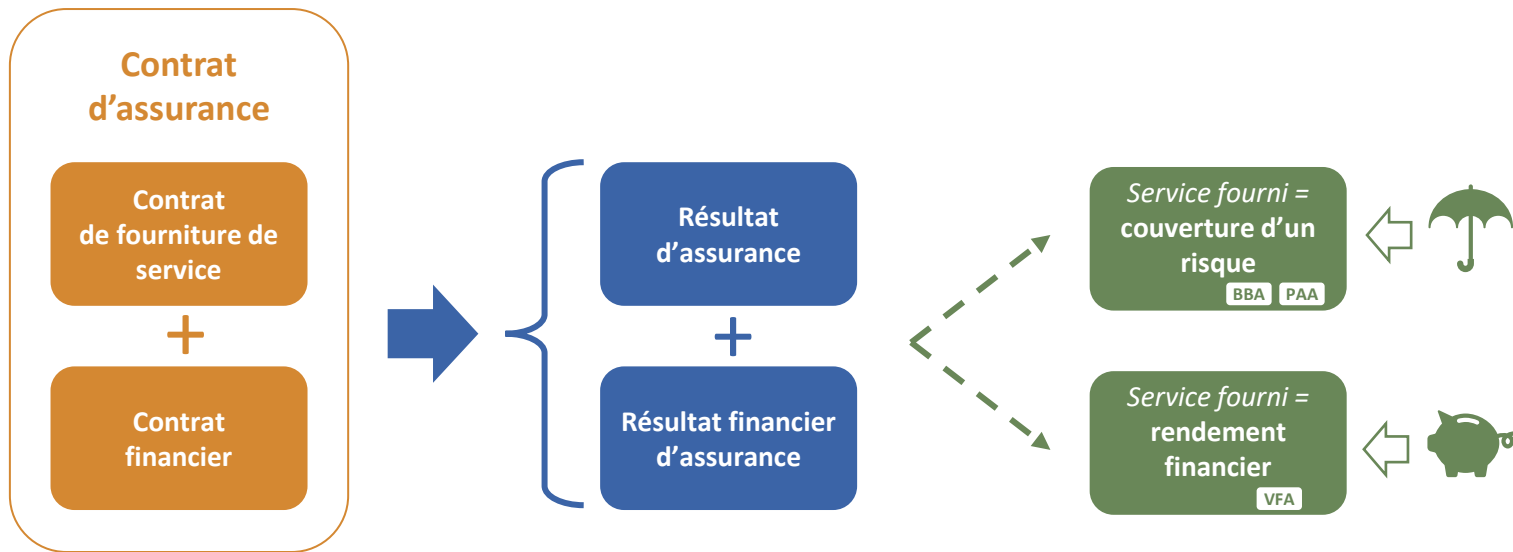 Contrat
d’assurance
Contrat
de fourniture de
service
+
Contrat
financier
Résultat
d’assurance
+
Résultat financier
d’assurance
Service fourni =
couverture d’un
risque
BBA PAA
Service fourni =
rendement
financier
VFA